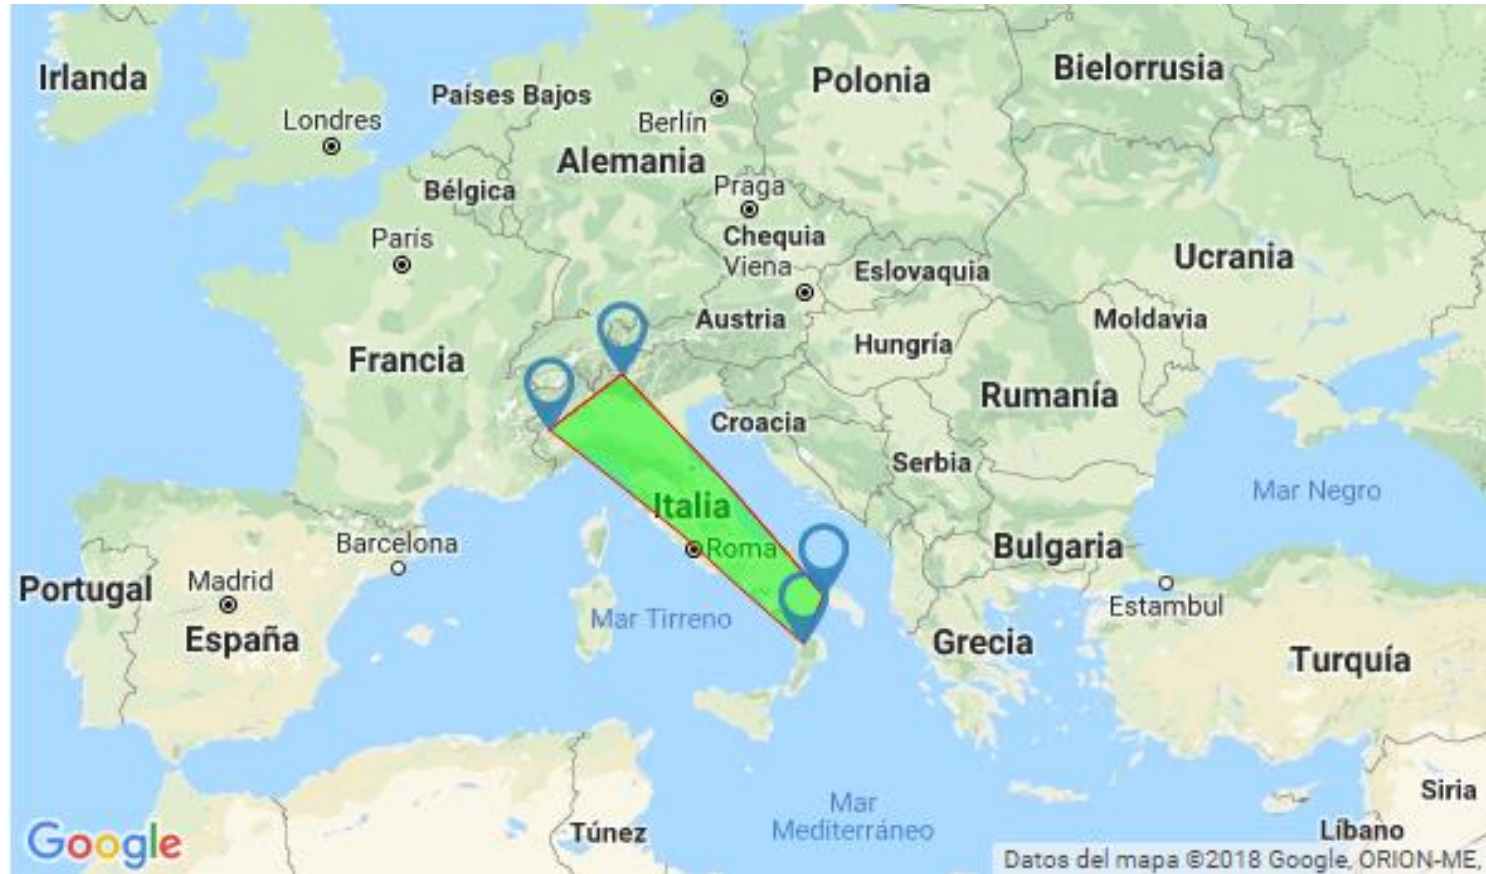 Irlanda
Países Bajos
Polonia
Bielorrusia
Londres
Berlín
Alemania
Bélgica
Praga
París
Chequia
Viena
Eslovaquia
Ucrania
Austria
Moldavia
Francia
Hungría
Rumanía
Croacia
Serbia
Mar Negro
Italia
Barcelona
Roma
Bulgaria
Portugal
Madrid
Estambul
Mar Tirreno
España
Grecia
Turquía
Siria
Mar
Mediterráneo
Túnez
Líbano
Google
Datos del mapa ©2018 Google, ORION-ME,